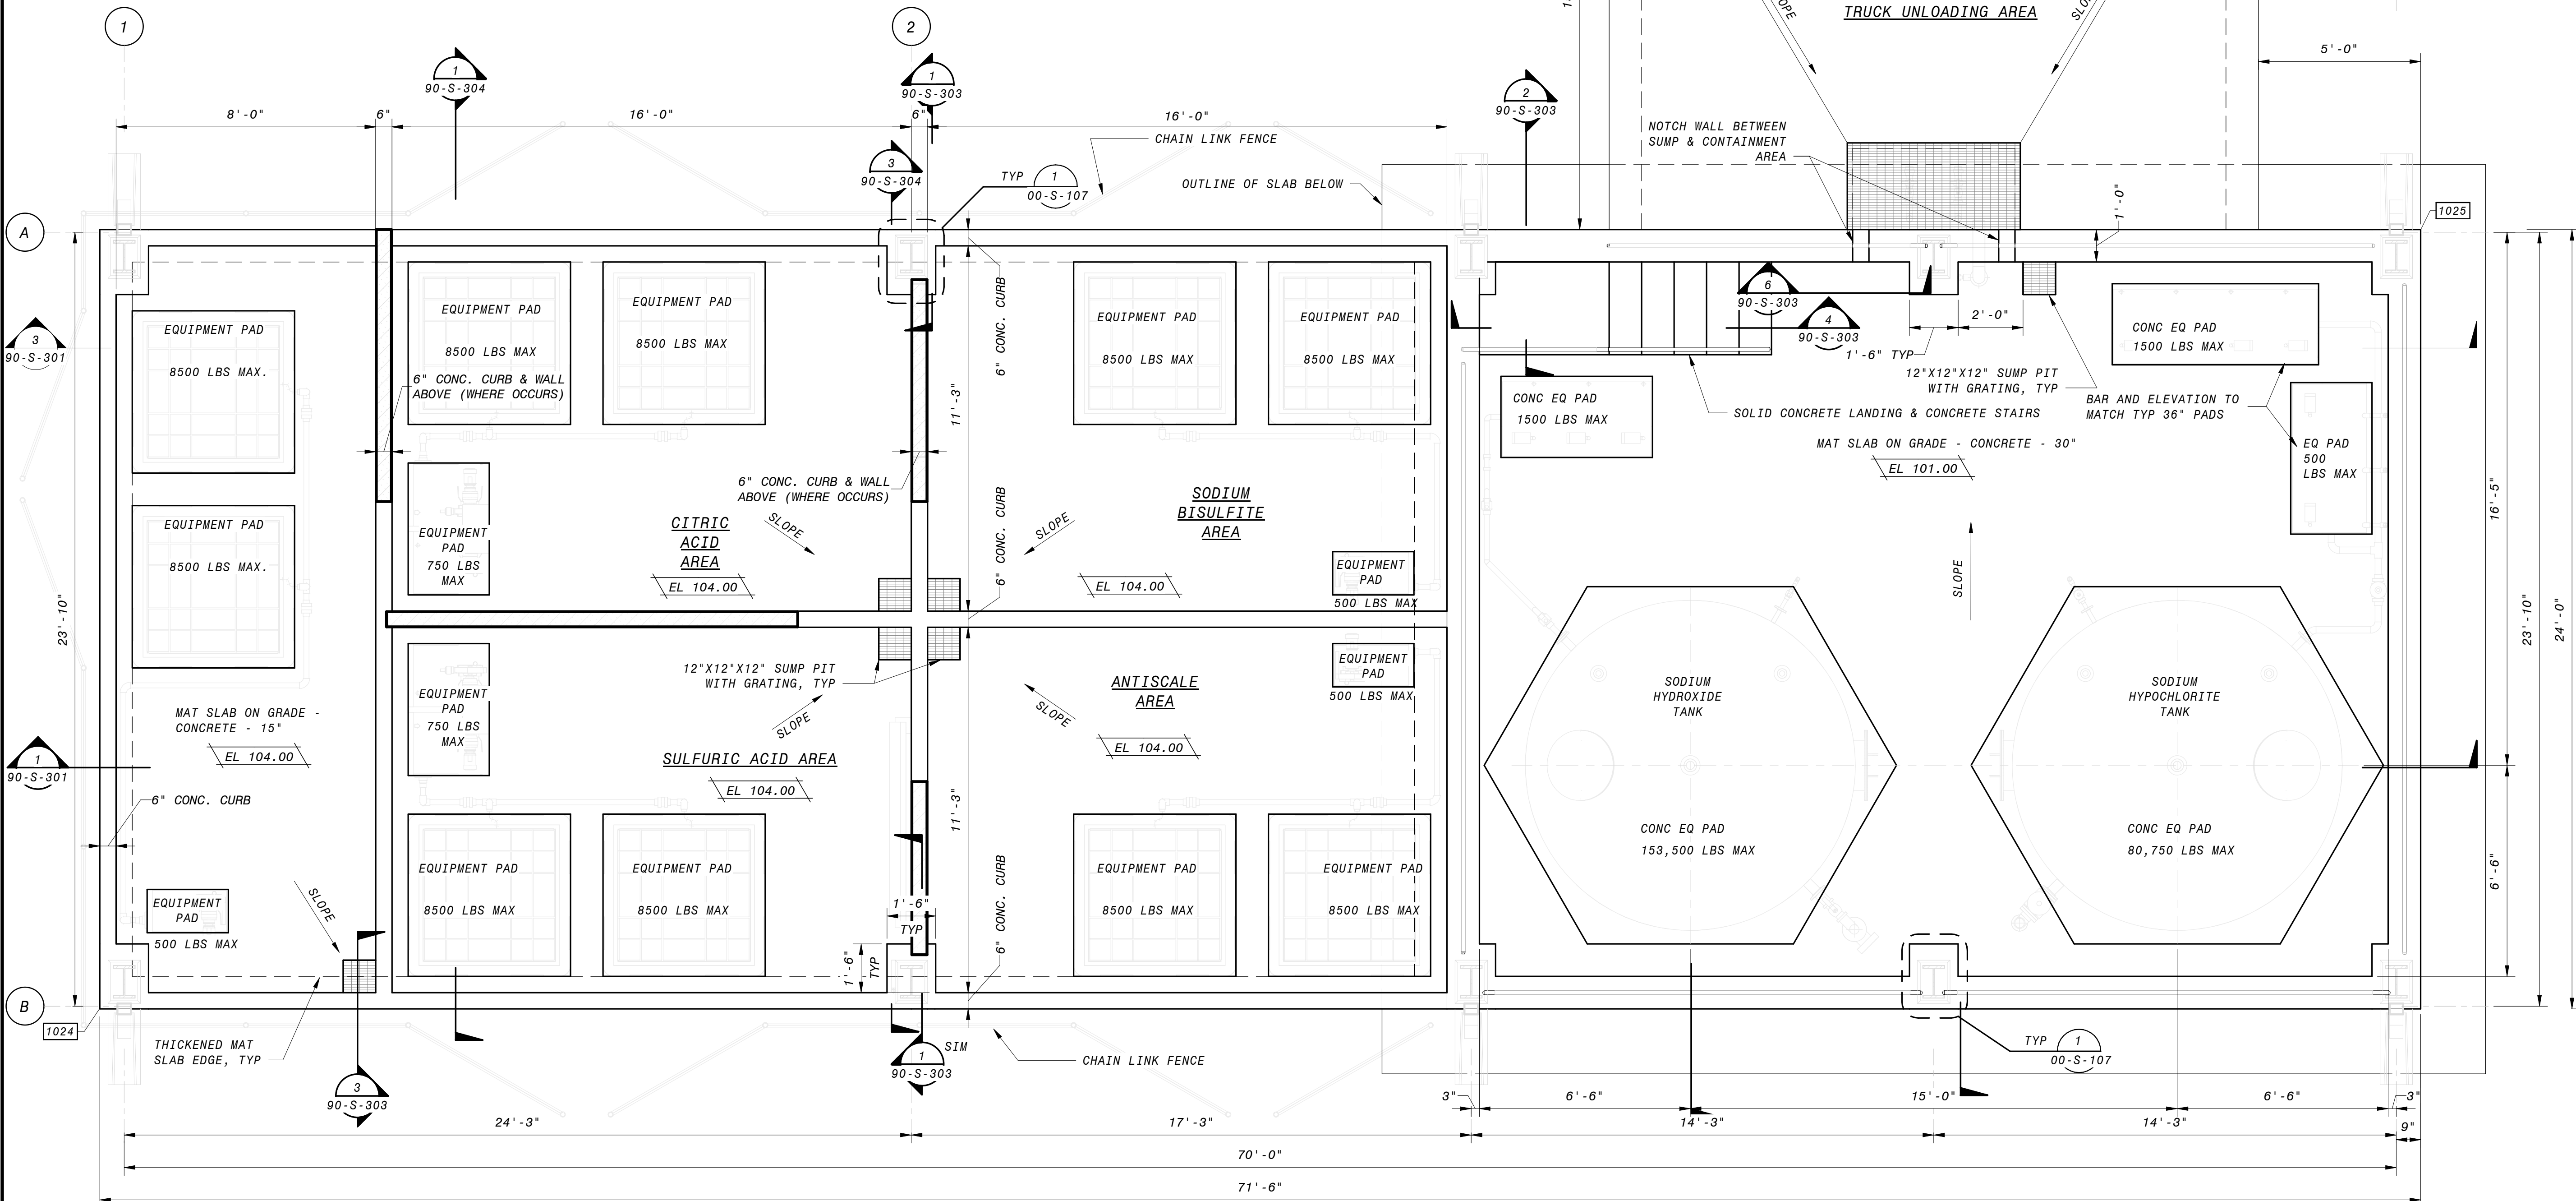 TRUCK UNLOADING AREA
SLOPE
1
2
1
90-S-304
1
90-S-303
3
90-S-304
2
90-S-303
5'-0"
8'-0"
6"
16'-0"
6"
16'-0"
CHAIN LINK FENCE
TYP
1
00-S-107
OUTLINE OF SLAB BELOW
NOTCH WALL BETWEEN
SUMP & CONTAINMENT
AREA
1'-0"
1025
A
3
90-S-301
EQUIPMENT PAD
8500 LBS MAX.
EQUIPMENT PAD
8500 LBS MAX
EQUIPMENT PAD
8500 LBS MAX
6" CONC. CURB & WALL
ABOVE (WHERE OCCURS)
6" CONC. CURB
11'-3"
EQUIPMENT PAD
8500 LBS MAX
EQUIPMENT PAD
8500 LBS MAX
6
90-S-303
4
90-S-303
2'-0"
1'-6" TYP
12"X12"X12" SUMP PIT
WITH GRATING, TYP
CONC EQ PAD
1500 LBS MAX
CONC EQ PAD
1500 LBS MAX
SOLID CONCRETE LANDING & CONCRETE STAIRS
BAR AND ELEVATION TO
MATCH TYP 36" PADS
MAT SLAB ON GRADE - CONCRETE - 30"
EL 101.00
EQ PAD
500
LBS MAX
16'-5"
EQUIPMENT PAD
8500 LBS MAX.
EQUIPMENT
PAD
750 LBS
MAX
6" CONC. CURB & WALL
ABOVE (WHERE OCCURS)
CITRIC
ACID
AREA
EL 104.00
SLOPE
SLOPE
6" CONC. CURB
SODIUM
BISULFITE
AREA
EL 104.00
EQUIPMENT
PAD
500 LBS MAX
SLOPE
23'-10"
23'-10"
24'-0"
EQUIPMENT
PAD
750 LBS
MAX
12"X12"X12" SUMP PIT
WITH GRATING, TYP
SLOPE
SLOPE
ANTISCALE
AREA
EL 104.00
EQUIPMENT
PAD
500 LBS MAX
SODIUM
HYDROXIDE
TANK
SODIUM
HYPOCHLORITE
TANK
MAT SLAB ON GRADE -
CONCRETE - 15"
EL 104.00
1
90-S-301
SULFURIC ACID AREA
EL 104.00
6" CONC. CURB
11'-3"
CONC EQ PAD
153,500 LBS MAX
CONC EQ PAD
80,750 LBS MAX
6'-6"
EQUIPMENT
PAD
500 LBS MAX
SLOPE
EQUIPMENT PAD
8500 LBS MAX
EQUIPMENT PAD
8500 LBS MAX
1'-6"
TYP
1'-6"
TYP
6" CONC. CURB
EQUIPMENT PAD
8500 LBS MAX
EQUIPMENT PAD
8500 LBS MAX
B
1024
THICKENED MAT
SLAB EDGE, TYP
3
90-S-303
1
90-S-303
SIM
CHAIN LINK FENCE
TYP
1
00-S-107
3"
6'-6"
15'-0"
6'-6"
3"
24'-3"
17'-3"
14'-3"
14'-3"
9"
70'-0"
71'-6"